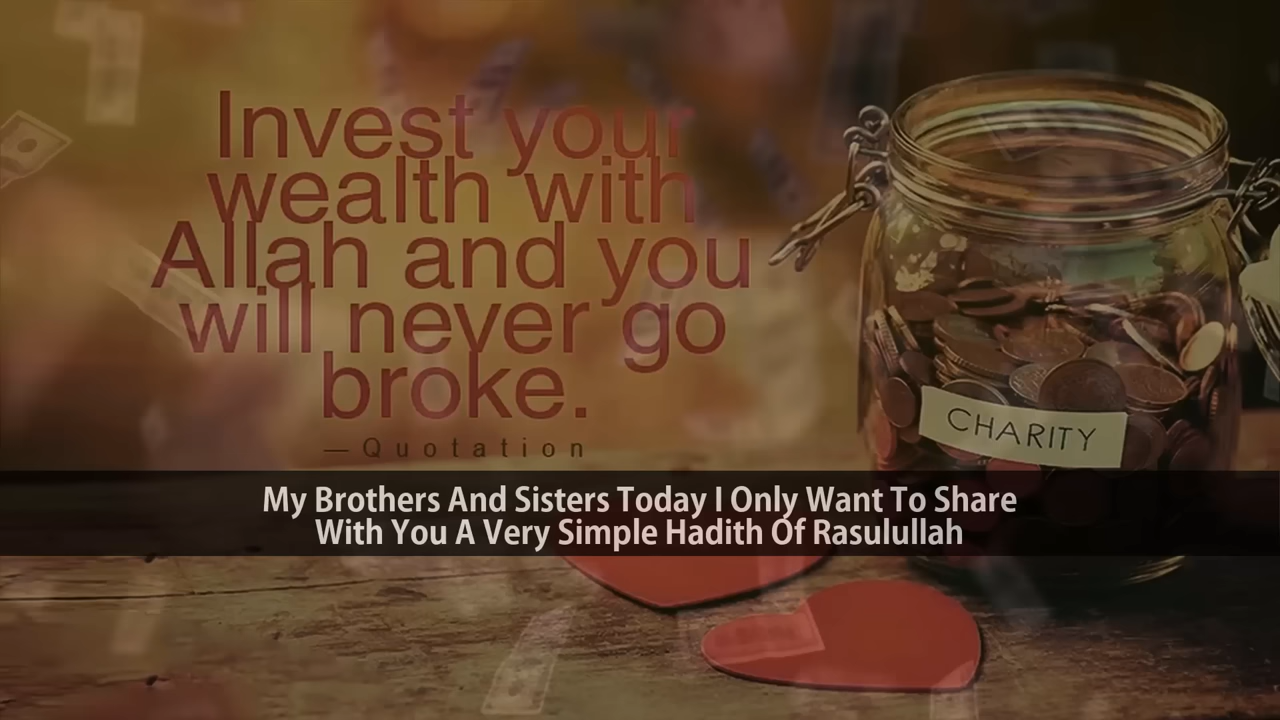 Invest your
wealth with
Allah and you
will never go
broke.
—Quotation
CHARITY
My Brothers And Sisters Today I Only Want To Share
With You A Very Simple Hadith Of Rasulullah